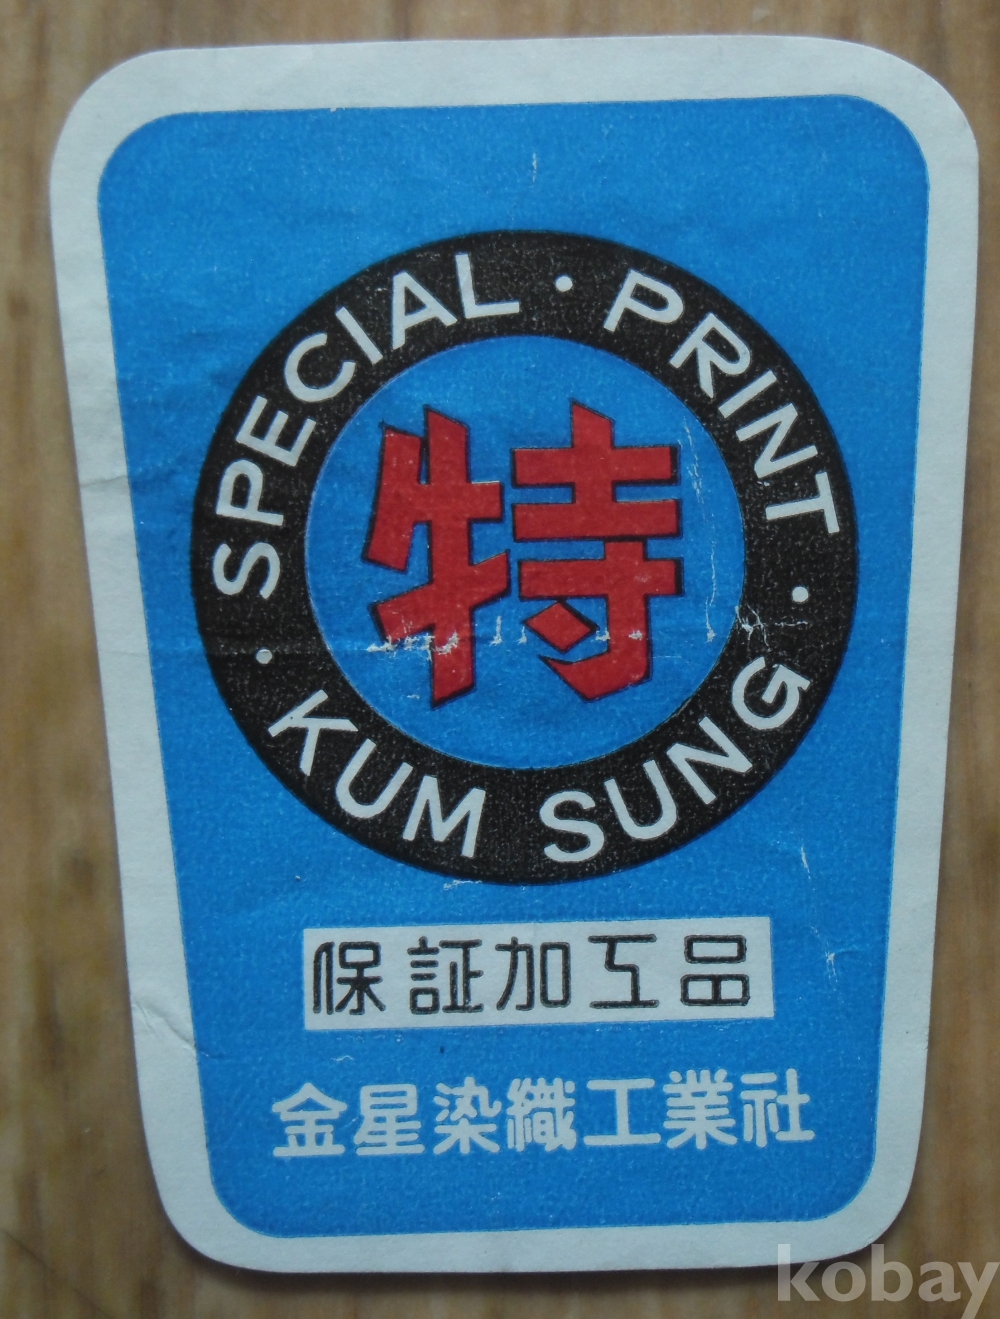 SPECIAL · PRINT ·
特
· KUM SUNG
保証加工品
金星染織工業社
kobay